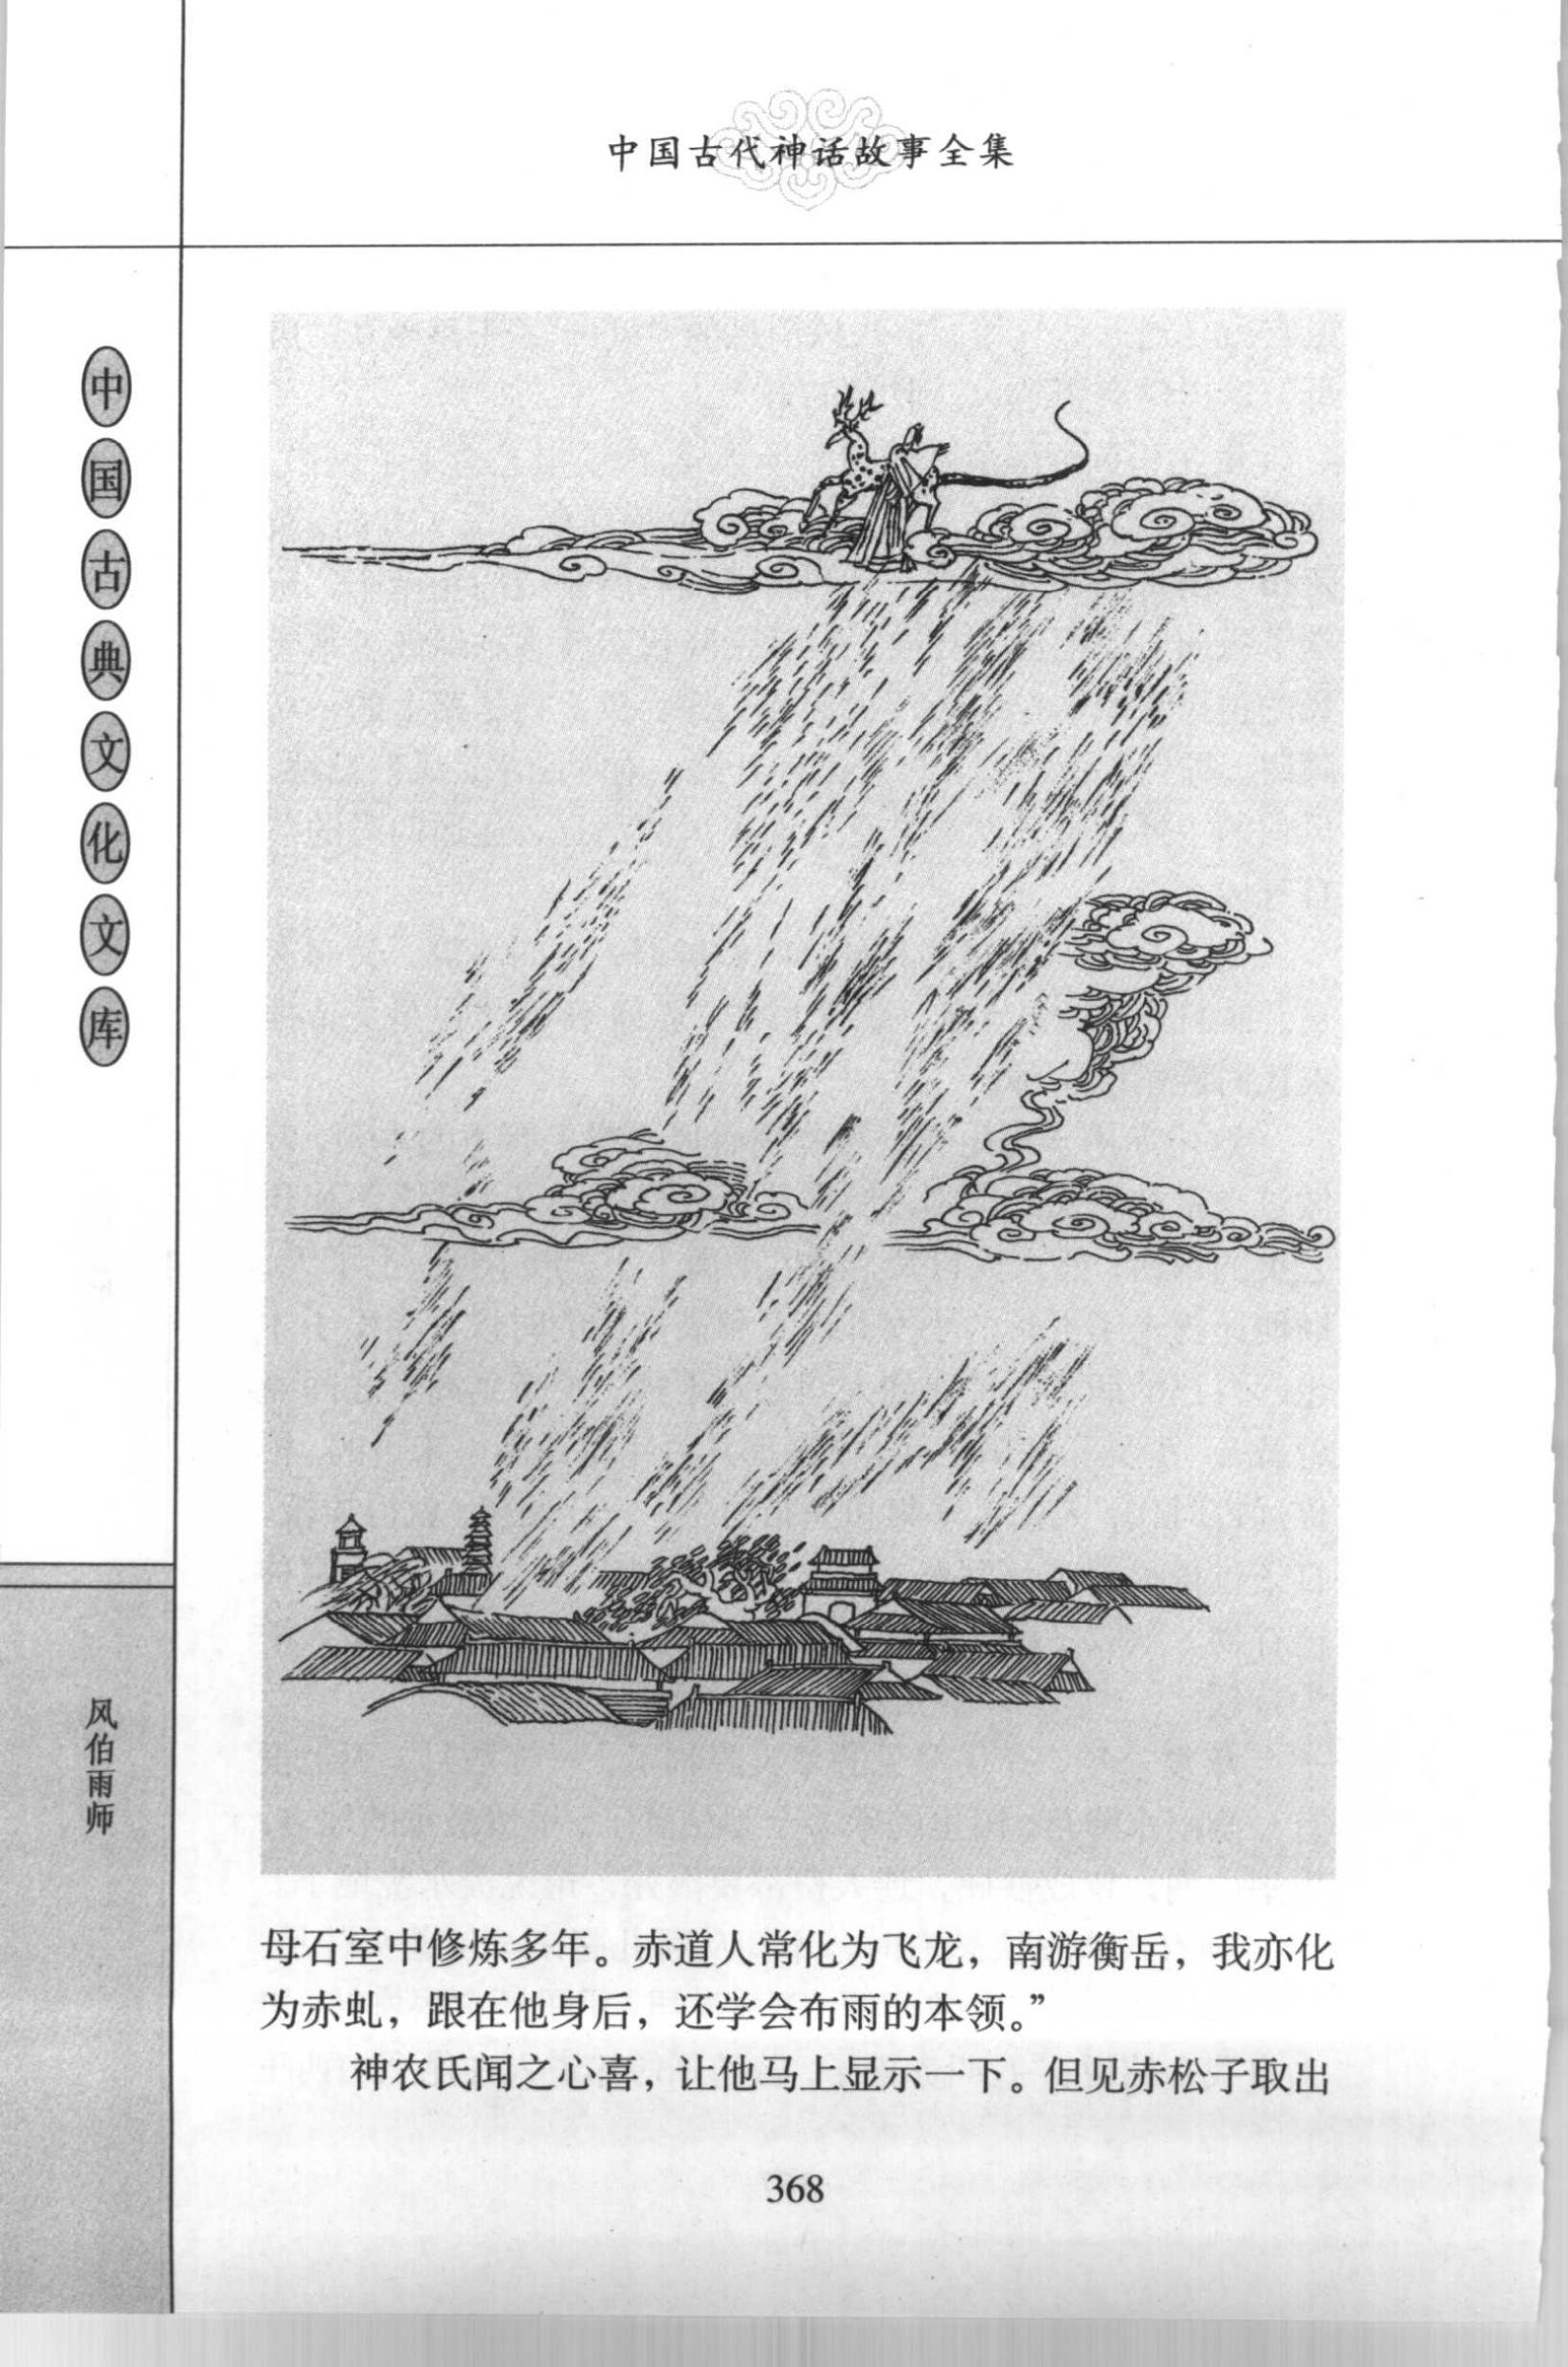 中国古代神话故事全集
中国古典文化文库
风伯雨师
母石室中修炼多年。赤道人常化为飞龙，南游衡岳，我亦化
为赤虬，跟在他身后，还学会布雨的本领。”
神农氏闻之心喜，让他马上显示一下。但见赤松子取出
368